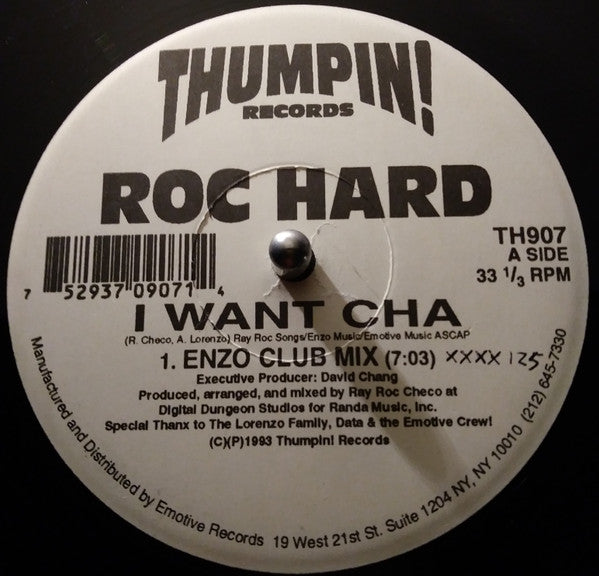 THUMPIN!
RECORDS
ROC HARD
TH907
A SIDE
33 1/3 RPM
7 52937 09071 4
I WANT CHA
(R. Checo, A. Lorenzo) Ray Roc Songs/Enzo Music/Emotive Music ASCAP
1. ENZO CLUB MIX (7:03) XXXX 125
Executive Producer: David Chang
Produced, arranged, and mixed by Ray Roc Checo at
Digital Dungeon Studios for Randa Music, Inc.
Special Thanx to The Lorenzo Family, Data & the Emotive Crew!
(C)(P)1993 Thumpin! Records
Manufactured and Distributed by Emotive Records 19 West 21st St. Suite 1204 NY, NY 10010 (212) 645-7330